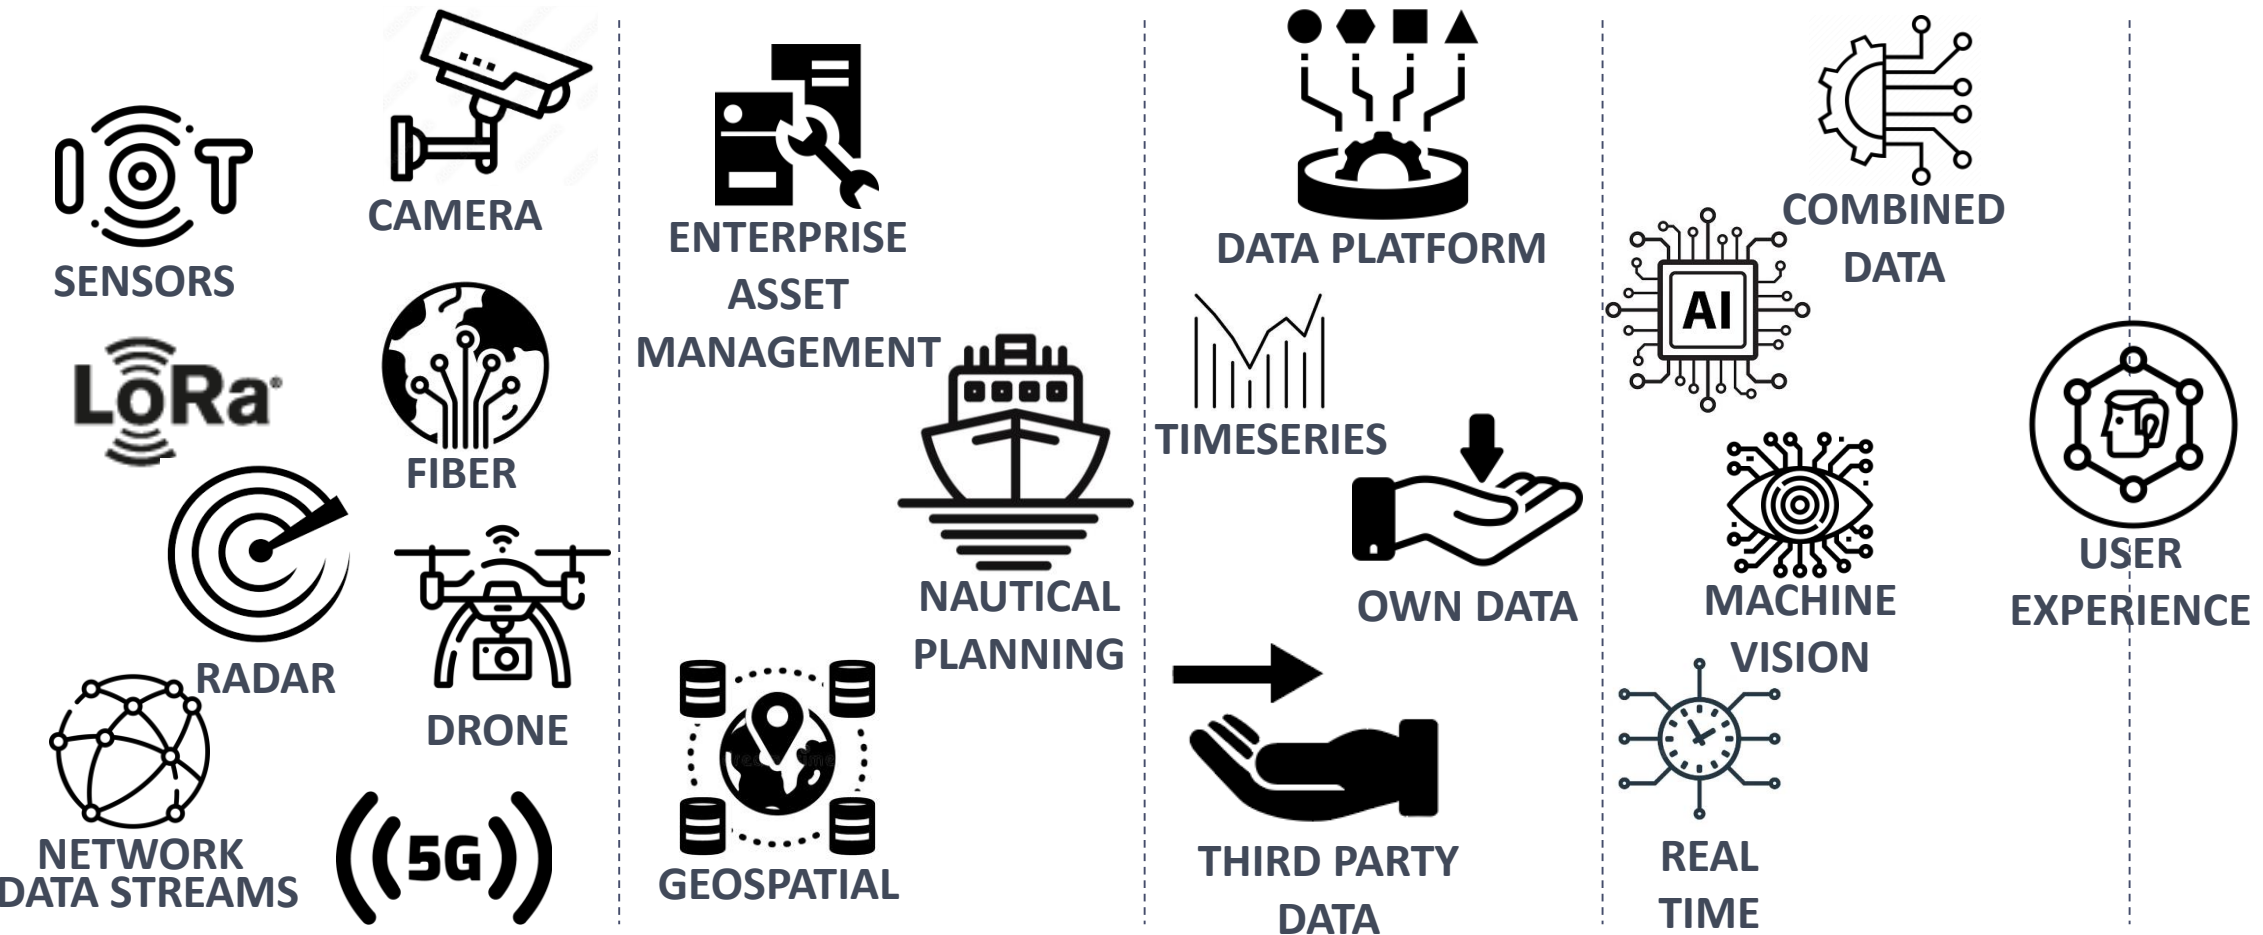 IOT
SENSORS
CAMERA
LoRa®
FIBER
RADAR
DRONE
NETWORK
DATA STREAMS
5G
ENTERPRISE
ASSET
MANAGEMENT
NAUTICAL
PLANNING
GEOSPATIAL
DATA PLATFORM
TIMESERIES
OWN DATA
THIRD PARTY
DATA
COMBINED
DATA
AI
MACHINE
VISION
REAL
TIME
USER
EXPERIENCE